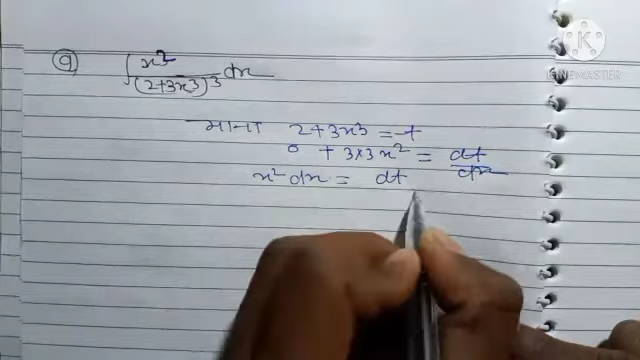 9) ∫ x² / (2+3x3)³ dx
KINEMASTER
माना 2+3x³ = t
0 + 3×3x² = dt/dx
x² dx = dt